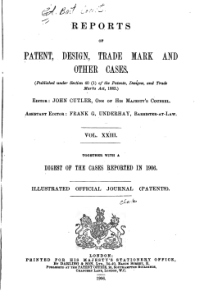 REPORTS
OF
PATENT, DESIGN, TRADE MARK AND
OTHER CASES.
(Published under Section 40 (1) of the Patents, Designs, and Trade
Marks Act, 1883.)
EDITOR: JOHN CUTLER, ONE OF HIS MAJESTY'S COUNSEL.
ASSISTANT EDITOR: FRANK G. UNDERHAY, BARRISTER-AT-LAW.
VOL. XXIII.
TOGETHER WITH A
DIGEST OF THE CASES REPORTED IN 1906.
ILLUSTRATED OFFICIAL JOURNAL (PATENTS).
LONDON:
PRINTED FOR HIS MAJESTY'S STATIONERY OFFICE,